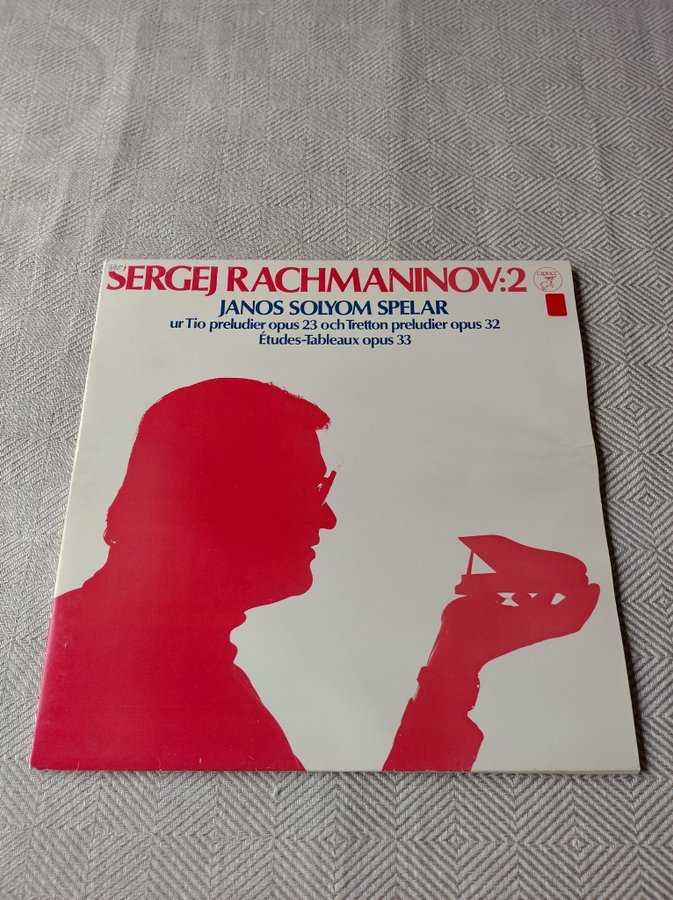 SERGEJ RACHMANINOV:2
caprice
JANOS SOLYOM SPELAR
ur Tio preludier opus 23 och Tretton preludier opus 32
Études-Tableaux opus 33